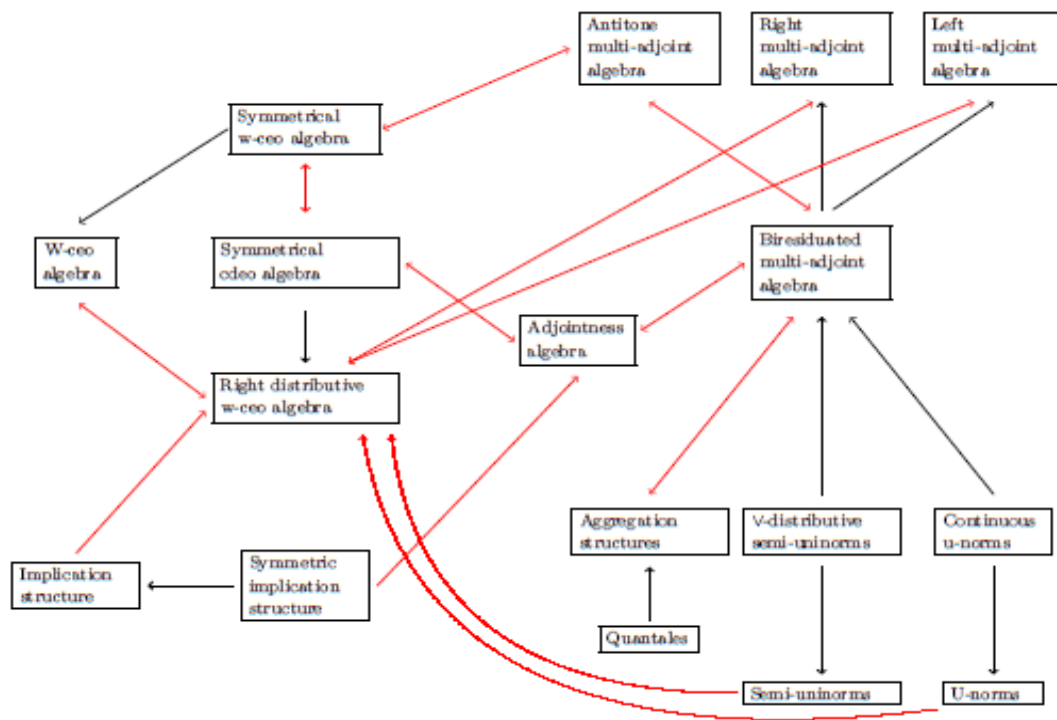 Antitone
multi-adjoint
algebra
Right
multi-adjoint
algebra
Left
multi-adjoint
algebra
Symmetrical
w-ceo algebra
W-ceo
algebra
Symmetrical
cdeo algebra
Biresiduated
multi-adjoint
algebra
Adjointness
algebra
Right distributive
w-ceo algebra
Aggregation
structures
∨-distributive
semi-uninorms
Continuous
u-norms
Implication
structure
Symmetric
implication
structure
Quantales
Semi-uninorms
U-norms